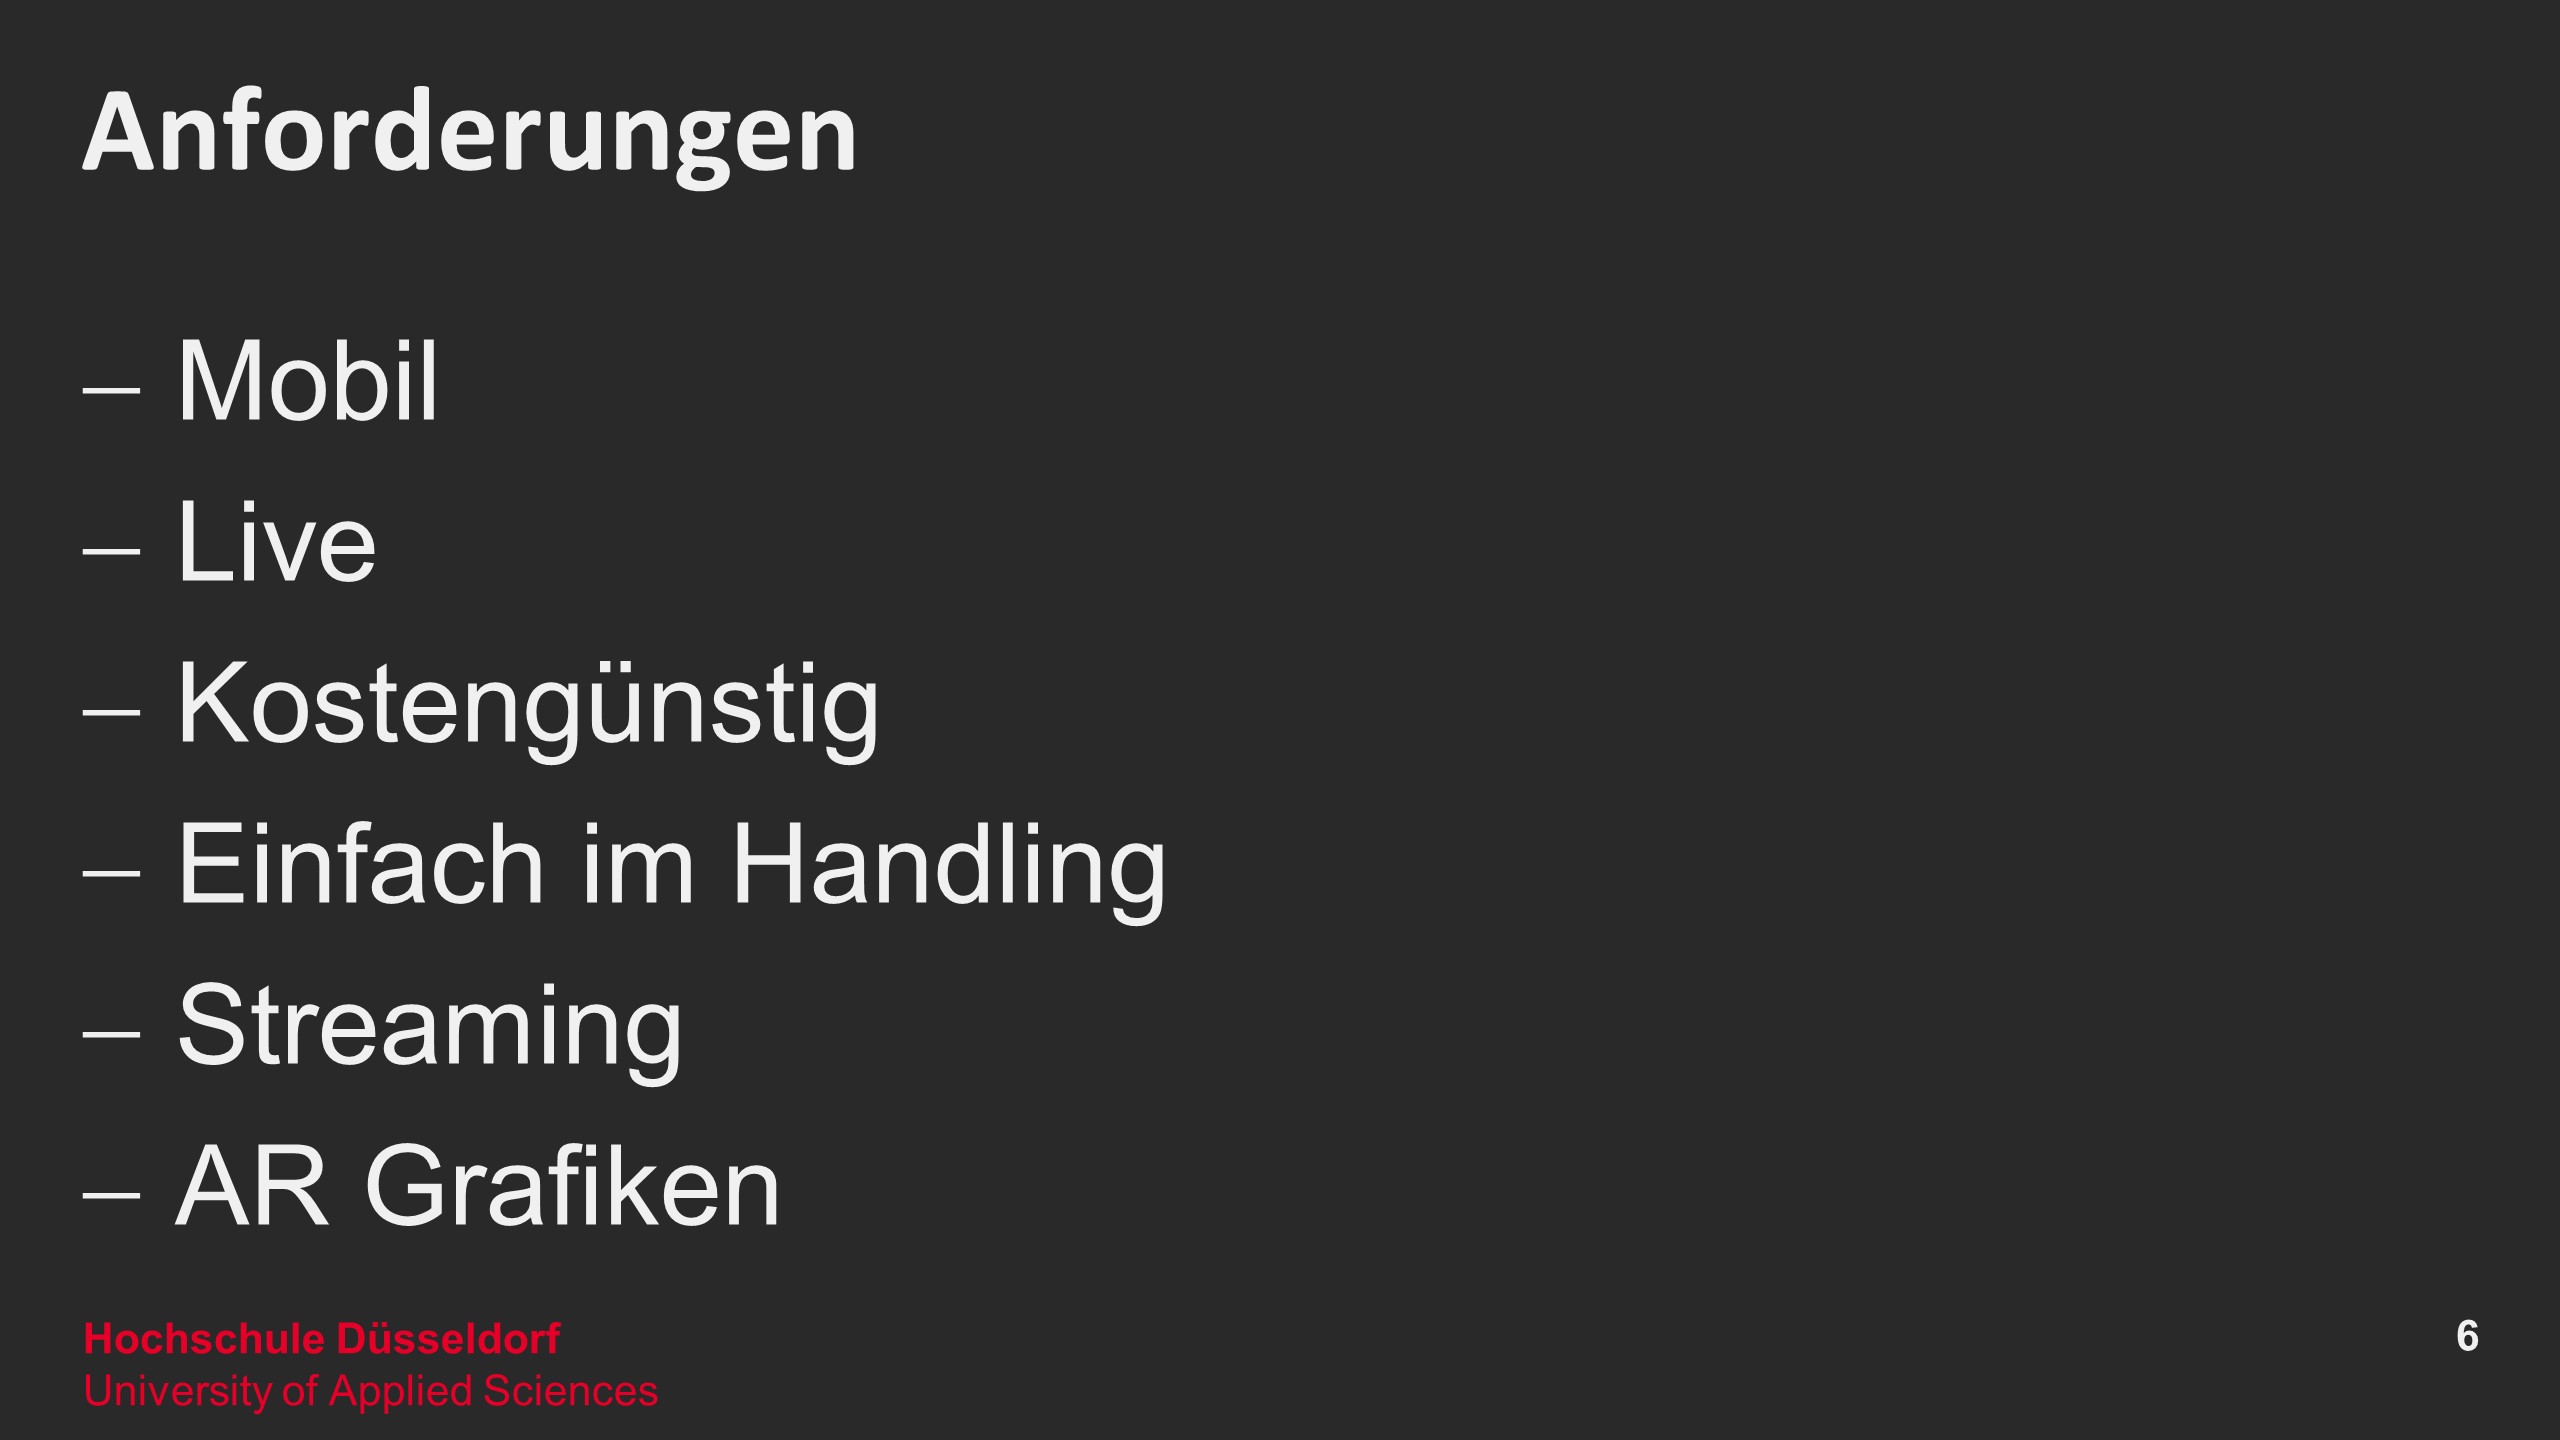 Anforderungen
– Mobil
– Live
– Kostengünstig
– Einfach im Handling
– Streaming
– AR Grafiken
Hochschule Düsseldorf
University of Applied Sciences
6